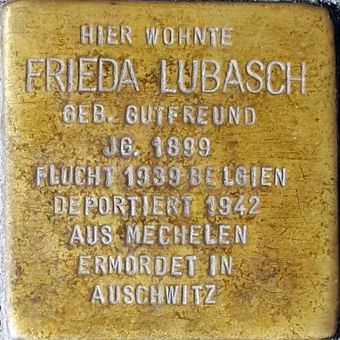 HIER WOHNTE
FRIEDA LUBASCH
GEB. GUTFREUND
JG. 1899
FLUCHT 1939 BELGIEN
DEPORTIERT 1942
AUS MECHELEN
ERMORDET IN
AUSCHWITZ